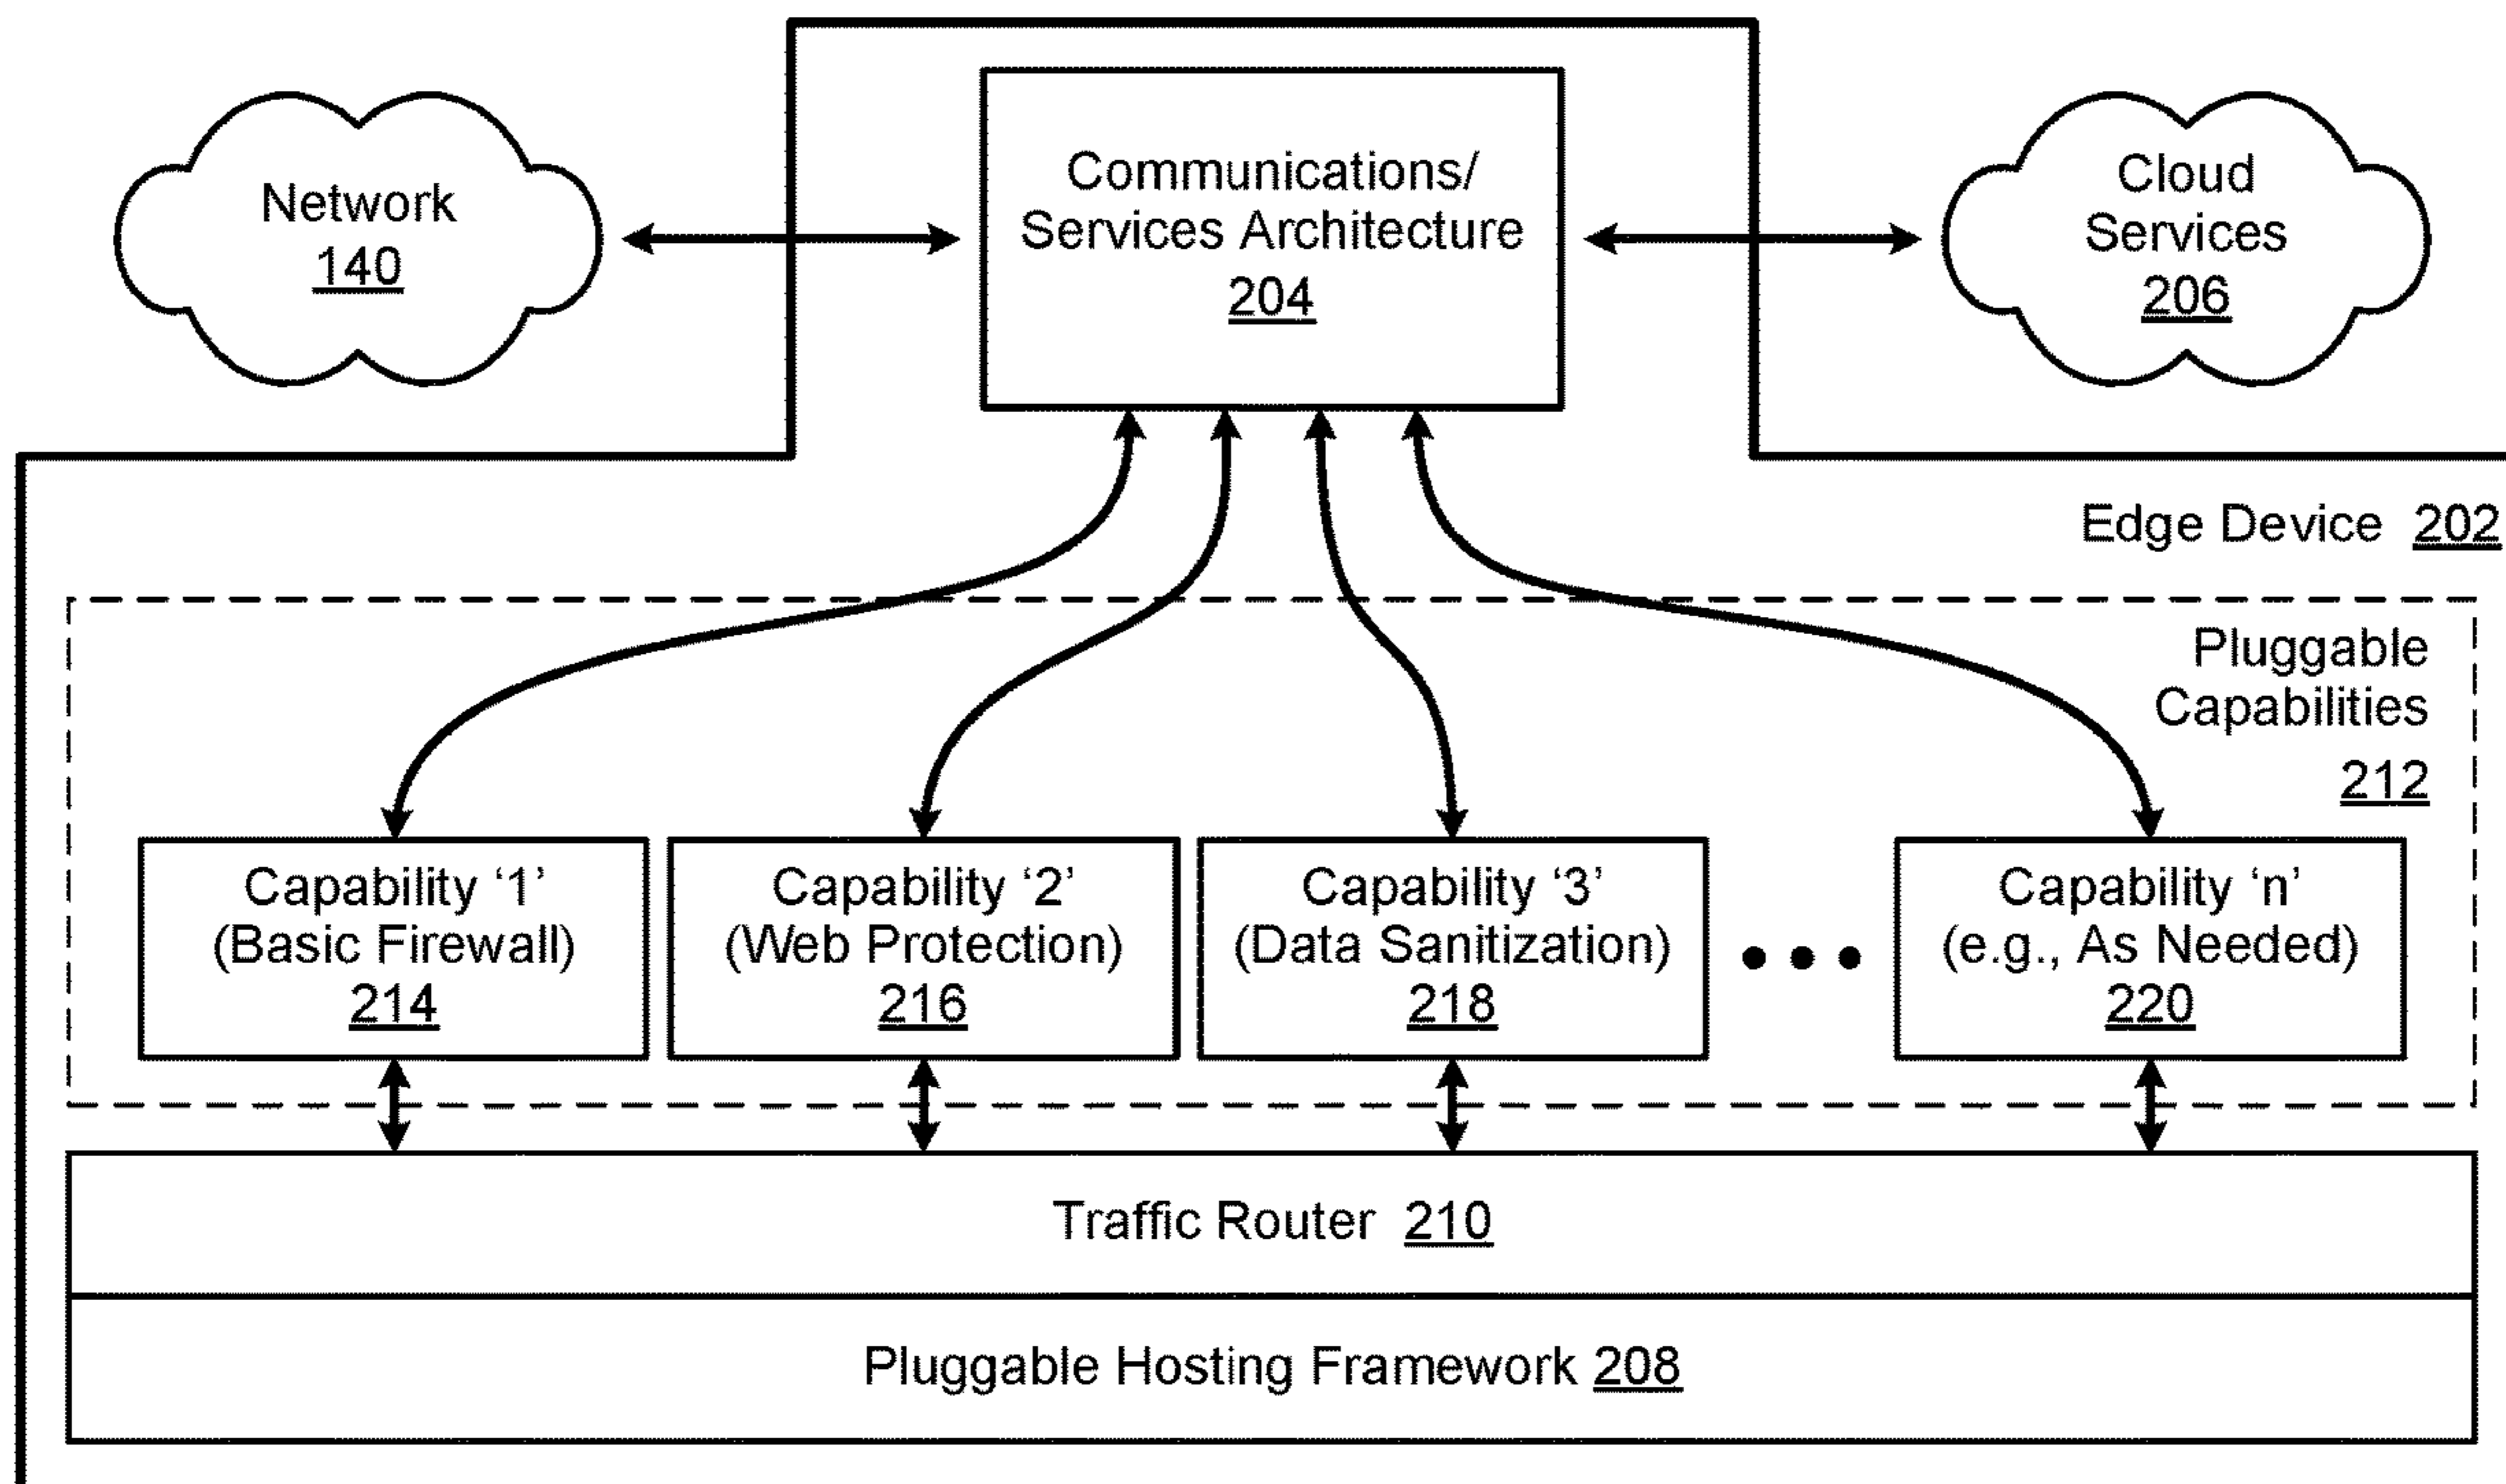 Network
140
Communications/
Services Architecture
204
Cloud
Services
206
Edge Device 202
Pluggable
Capabilities
212
Capability ‘1’
(Basic Firewall)
214
Capability ‘2’
(Web Protection)
216
Capability ‘3’
(Data Sanitization)
218
Capability ‘n’
(e.g., As Needed)
220
Traffic Router 210
Pluggable Hosting Framework 208